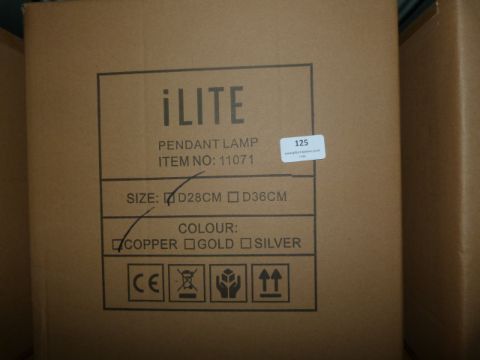 iLITE
PENDANT LAMP
125
ITEM NO: 11071
SIZE: D28CM D36CM
COLOUR:
COPPER GOLD SILVER
CE